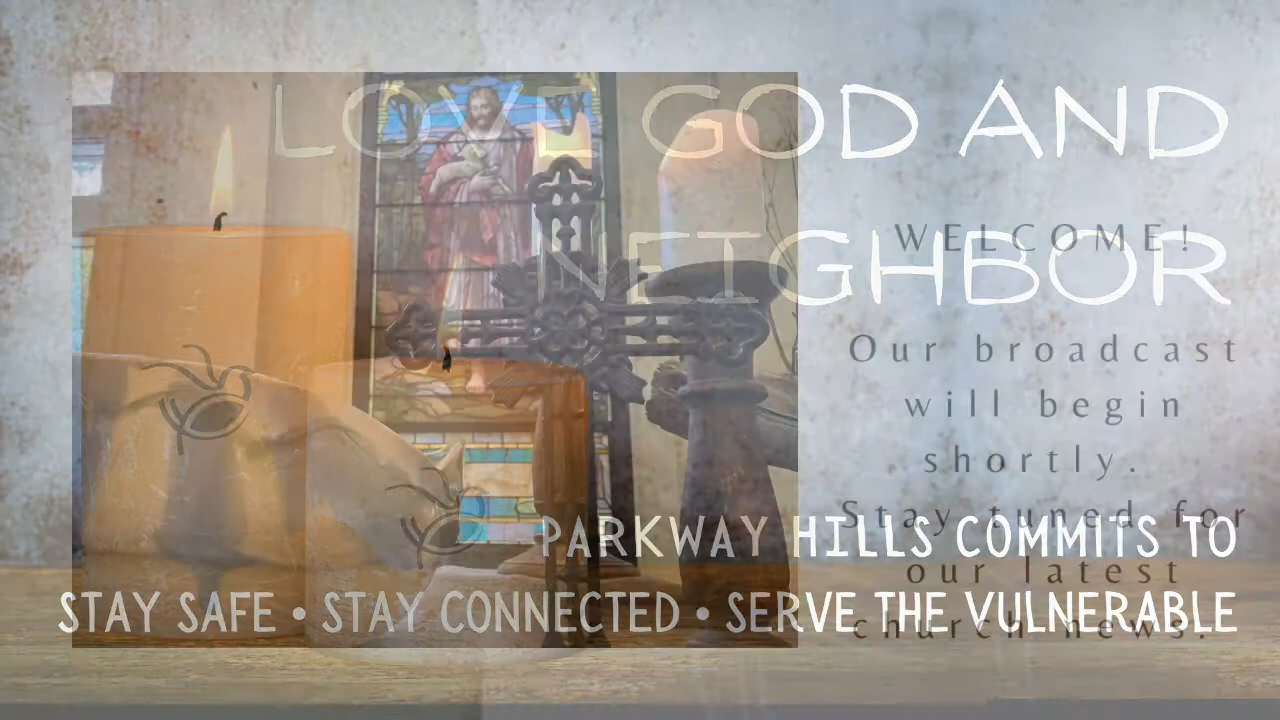 LOVE GOD AND
NEIGHBOR
WELCOME!
Our broadcast
will begin
shortly.
Stay tuned for
our latest
church news.
PARKWAY HILLS COMMITS TO
STAY SAFE • STAY CONNECTED • SERVE THE VULNERABLE